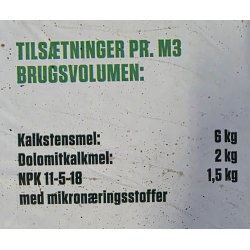 TILSÆTNINGER PR. M3
BRUGSVOLUMEN:
Kalkstensmel: 6 kg
Dolomitkalkmel: 2 kg
NPK 11-5-18 1,5 kg
med mikronæringsstoffer